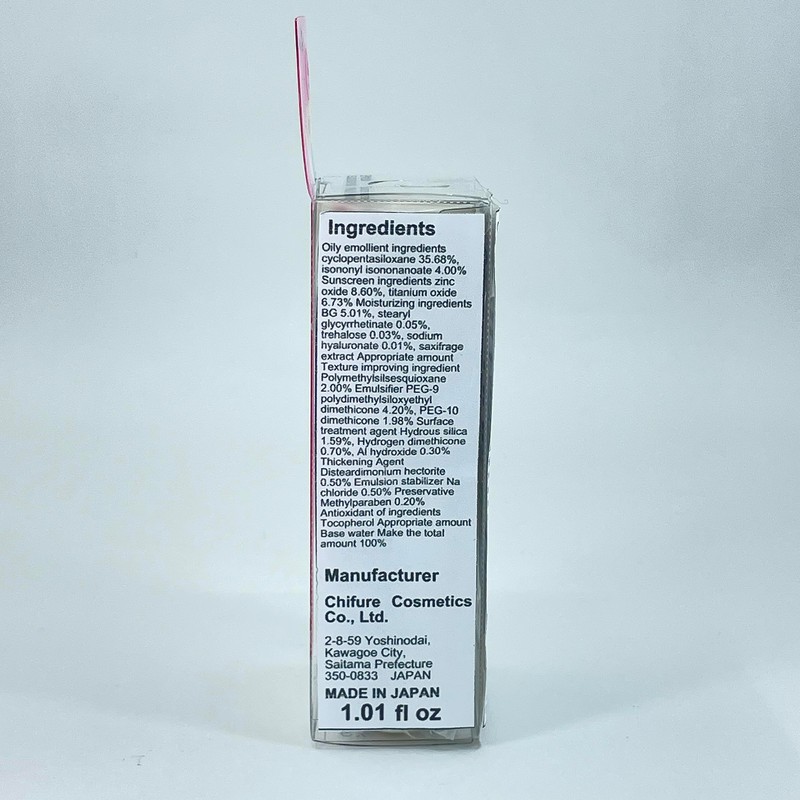 Ingredients
Oily emollient ingredients
cyclopentasiloxane 35.68%,
isononyl isononanoate 4.00%
Sunscreen ingredients zinc
oxide 8.60%, titanium oxide
6.73% Moisturizing ingredients
BG 5.01%, stearyl
glycyrrhetinate 0.05%,
trehalose 0.03%, sodium
hyaluronate 0.01%, saxifrage
extract Appropriate amount
Texture improving ingredient
Polymethylsilsesquioxane
2.00% Emulsifier PEG-9
polydimethylsiloxyethyl
dimethicone 4.20%, PEG-10
dimethicone 1.98% Surface
treatment agent Hydrous silica
1.59%, Hydrogen dimethicone
0.70%, Al hydroxide 0.30%
Thickening Agent
Disteardimonium hectorite
0.50% Emulsion stabilizer Na
chloride 0.50% Preservative
Methylparaben 0.20%
Antioxidant of ingredients
Tocopherol Appropriate amount
Base water Make the total
amount 100%
Manufacturer
Chifure Cosmetics
Co., Ltd.
2-8-59 Yoshinodai,
Kawagoe City,
Saitama Prefecture
350-0833 JAPAN
MADE IN JAPAN
1.01 fl oz